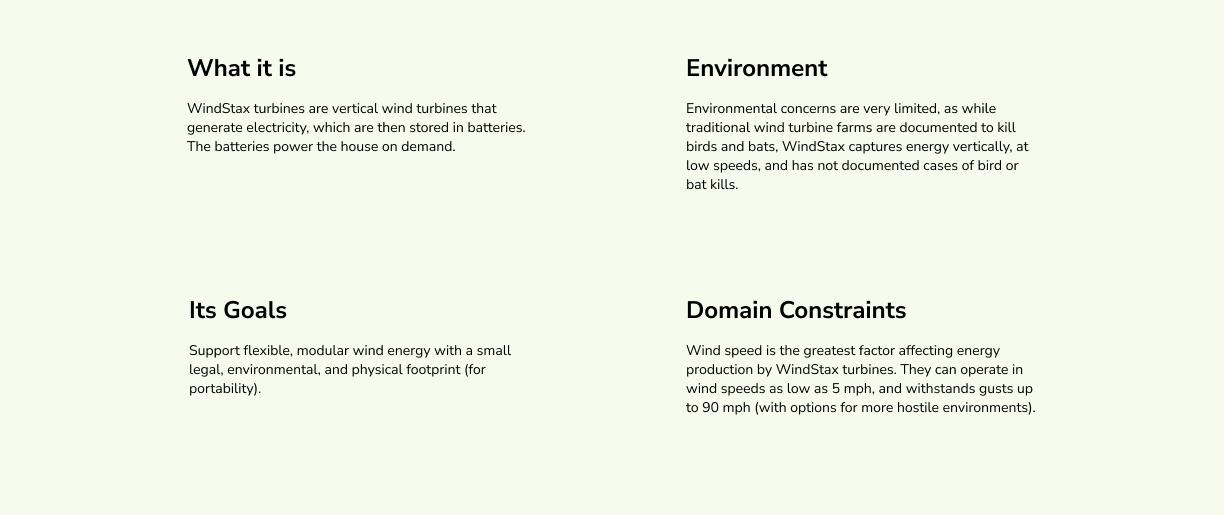 What it is
WindStax turbines are vertical wind turbines that
generate electricity, which are then stored in batteries.
The batteries power the house on demand.
Environment
Environmental concerns are very limited, as while
traditional wind turbine farms are documented to kill
birds and bats, WindStax captures energy vertically, at
low speeds, and has not documented cases of bird or
bat kills.
Its Goals
Support flexible, modular wind energy with a small
legal, environmental, and physical footprint (for
portability).
Domain Constraints
Wind speed is the greatest factor affecting energy
production by WindStax turbines. They can operate in
wind speeds as low as 5 mph, and withstands gusts up
to 90 mph (with options for more hostile environments).